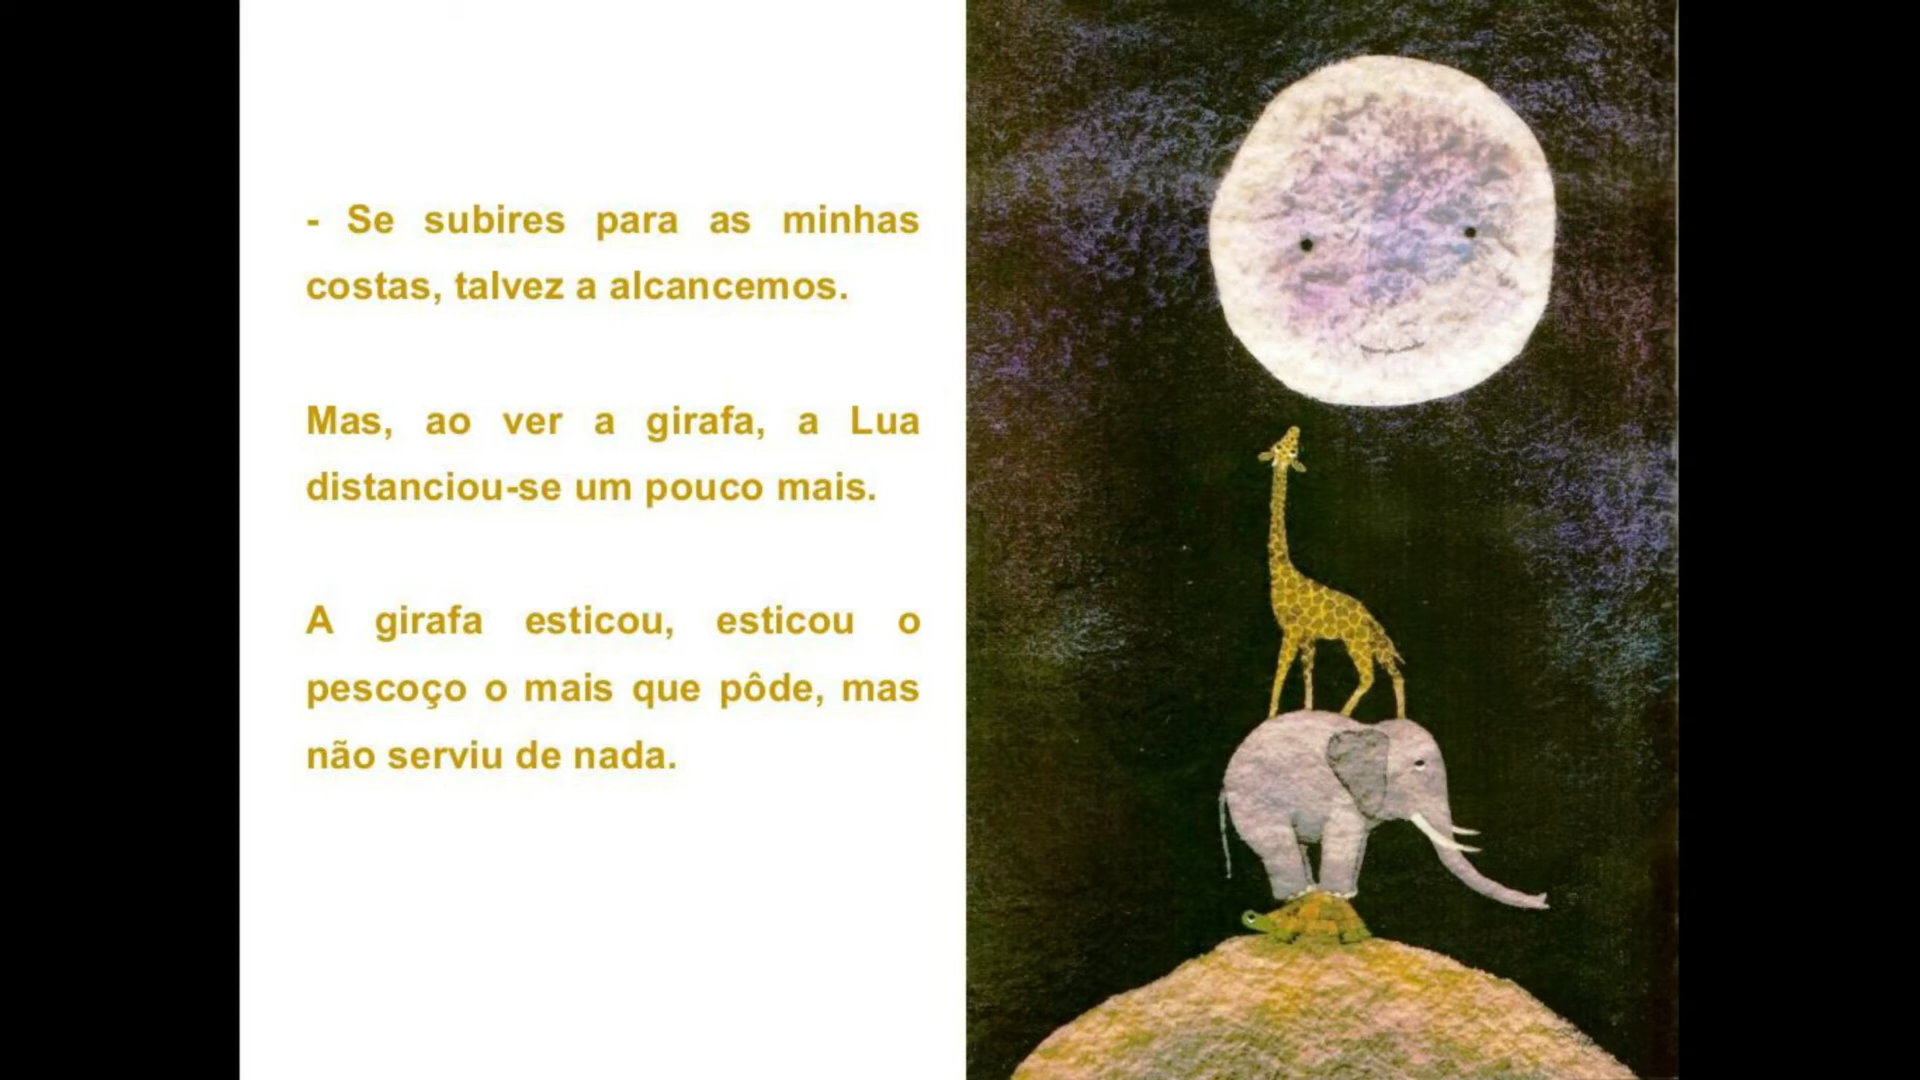 - Se subires para as minhas
costas, talvez a alcancemos.
Mas, ao ver a girafa, a Lua
distanciou-se um pouco mais.
A girafa esticou, esticou o
pescoço o mais que pôde, mas
não serviu de nada.